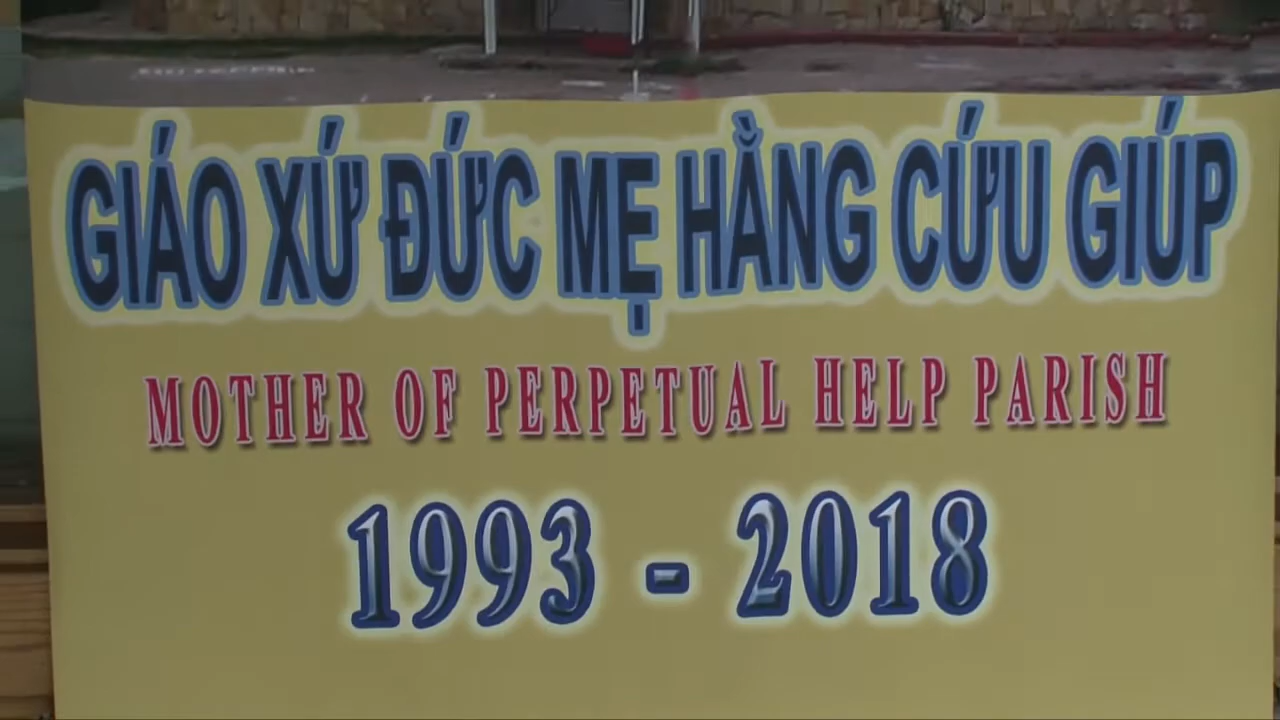 GIÁO XỨ ĐỨC MẸ HẰNG CỨU GIÚP
MOTHER OF PERPETUAL HELP PARISH
1993 - 2018